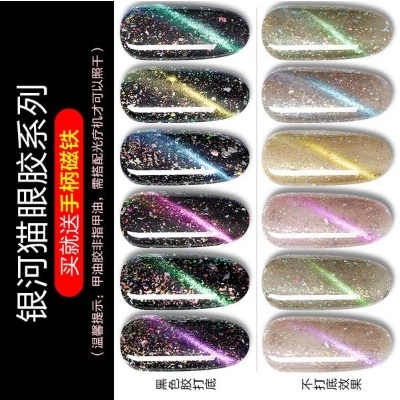 银河猫眼胶系列
买就送手柄磁铁
(温馨提示：甲油胶非指甲油，需搭配光疗机才可以照干)
黑色胶打底
不打底效果